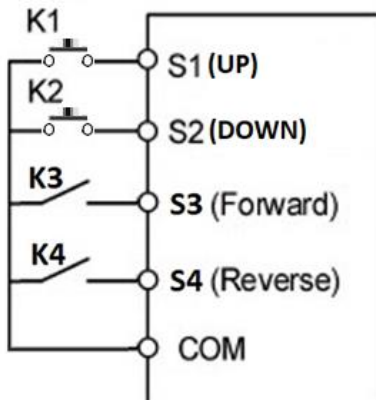 K1
S1 (UP)
K2
S2 (DOWN)
K3
S3 (Forward)
K4
S4 (Reverse)
COM